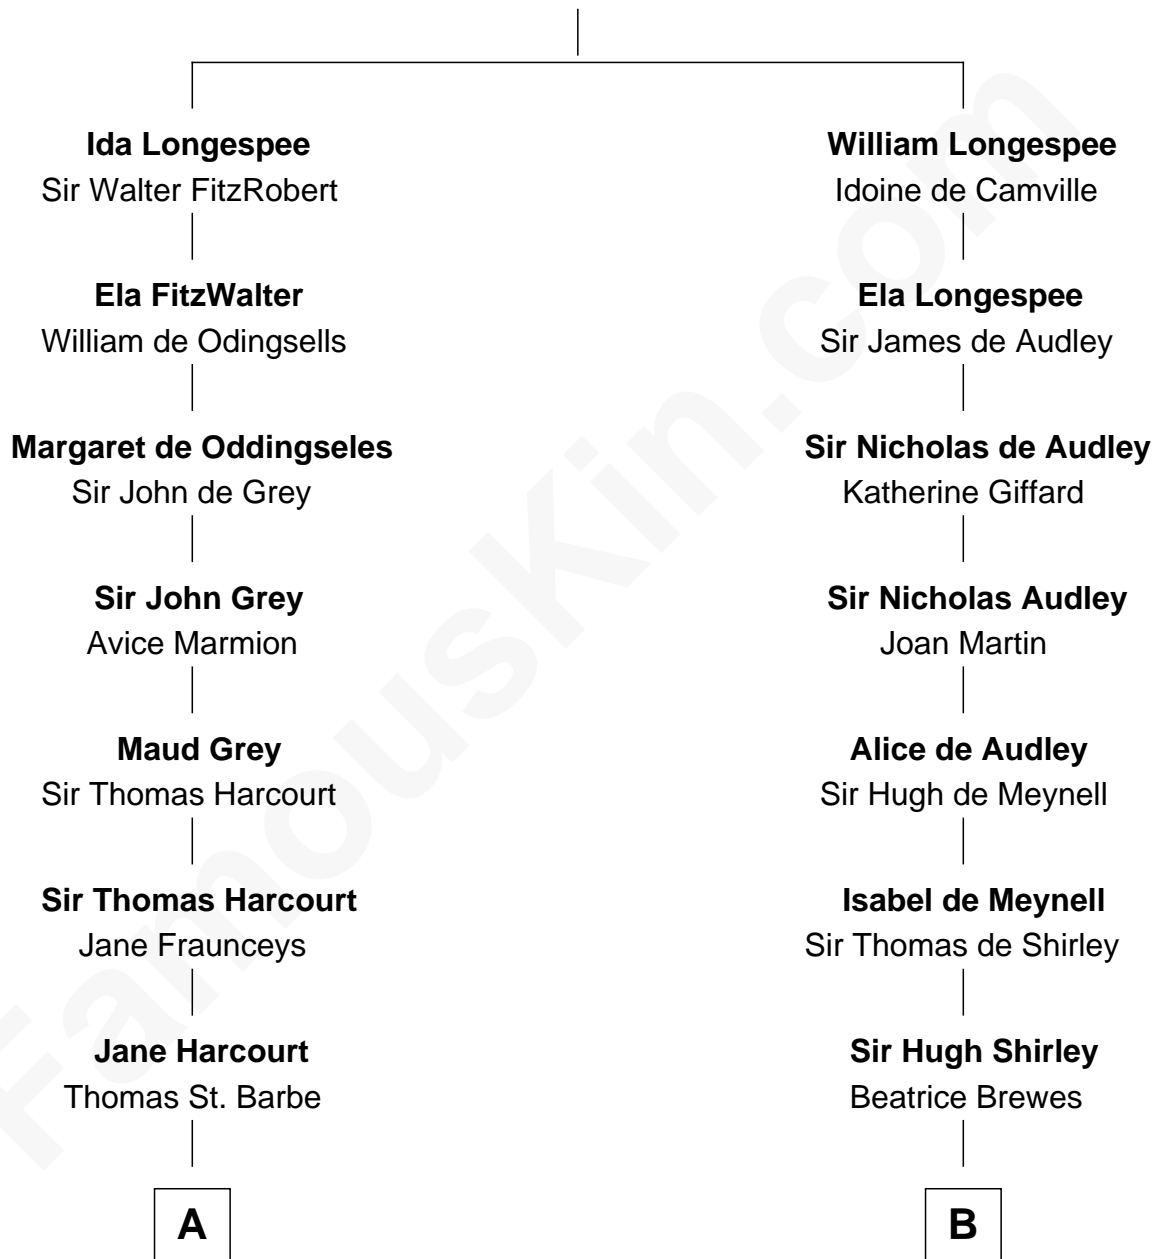 Ida Longespee
Sir Walter FitzRobert
Ela FitzWalter
William de Odingsells
Margaret de Oddingseles
Sir John de Grey
Sir John Grey
Avice Marmion
Maud Grey
Sir Thomas Harcourt
Sir Thomas Harcourt
Jane Fraunceys
Jane Harcourt
Thomas St. Barbe
A
William Longespee
Idoine de Camville
Ela Longespee
Sir James de Audley
Sir Nicholas de Audley
Katherine Giffard
Sir Nicholas Audley
Joan Martin
Alice de Audley
Sir Hugh de Meynell
Isabel de Meynell
Sir Thomas de Shirley
Sir Hugh Shirley
Beatrice Brewes
B
FamousKin.com